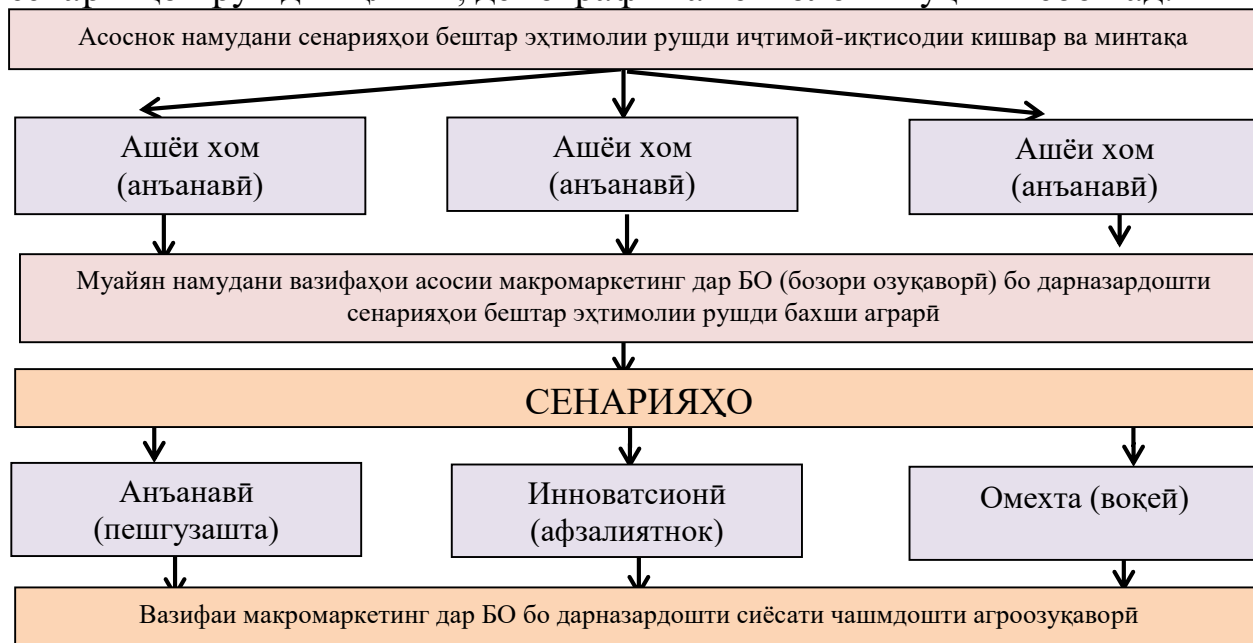 Асоснок намудани сенарияҳои бештар эҳтимолии рушди иҷтимоӣ-иқтисодии кишвар ва минтақа
Ашёи хом
(анъанавӣ)
Ашёи хом
(анъанавӣ)
Ашёи хом
(анъанавӣ)
Муайян намудани вазифаҳои асосии макромаркетинг дар БО (бозори озуқаворӣ) бо дарназардошти
сенарияҳои бештар эҳтимолии рушди бахши аграрӣ
СЕНАРИЯҲО
Анъанавӣ
(пешгузашта)
Инноватсионӣ
(афзалиятнок)
Омехта (воқеӣ)
Вазифаи макромаркетинг дар БО бо дарназардошти сиёсати чашмдошти агроозуқаворӣ